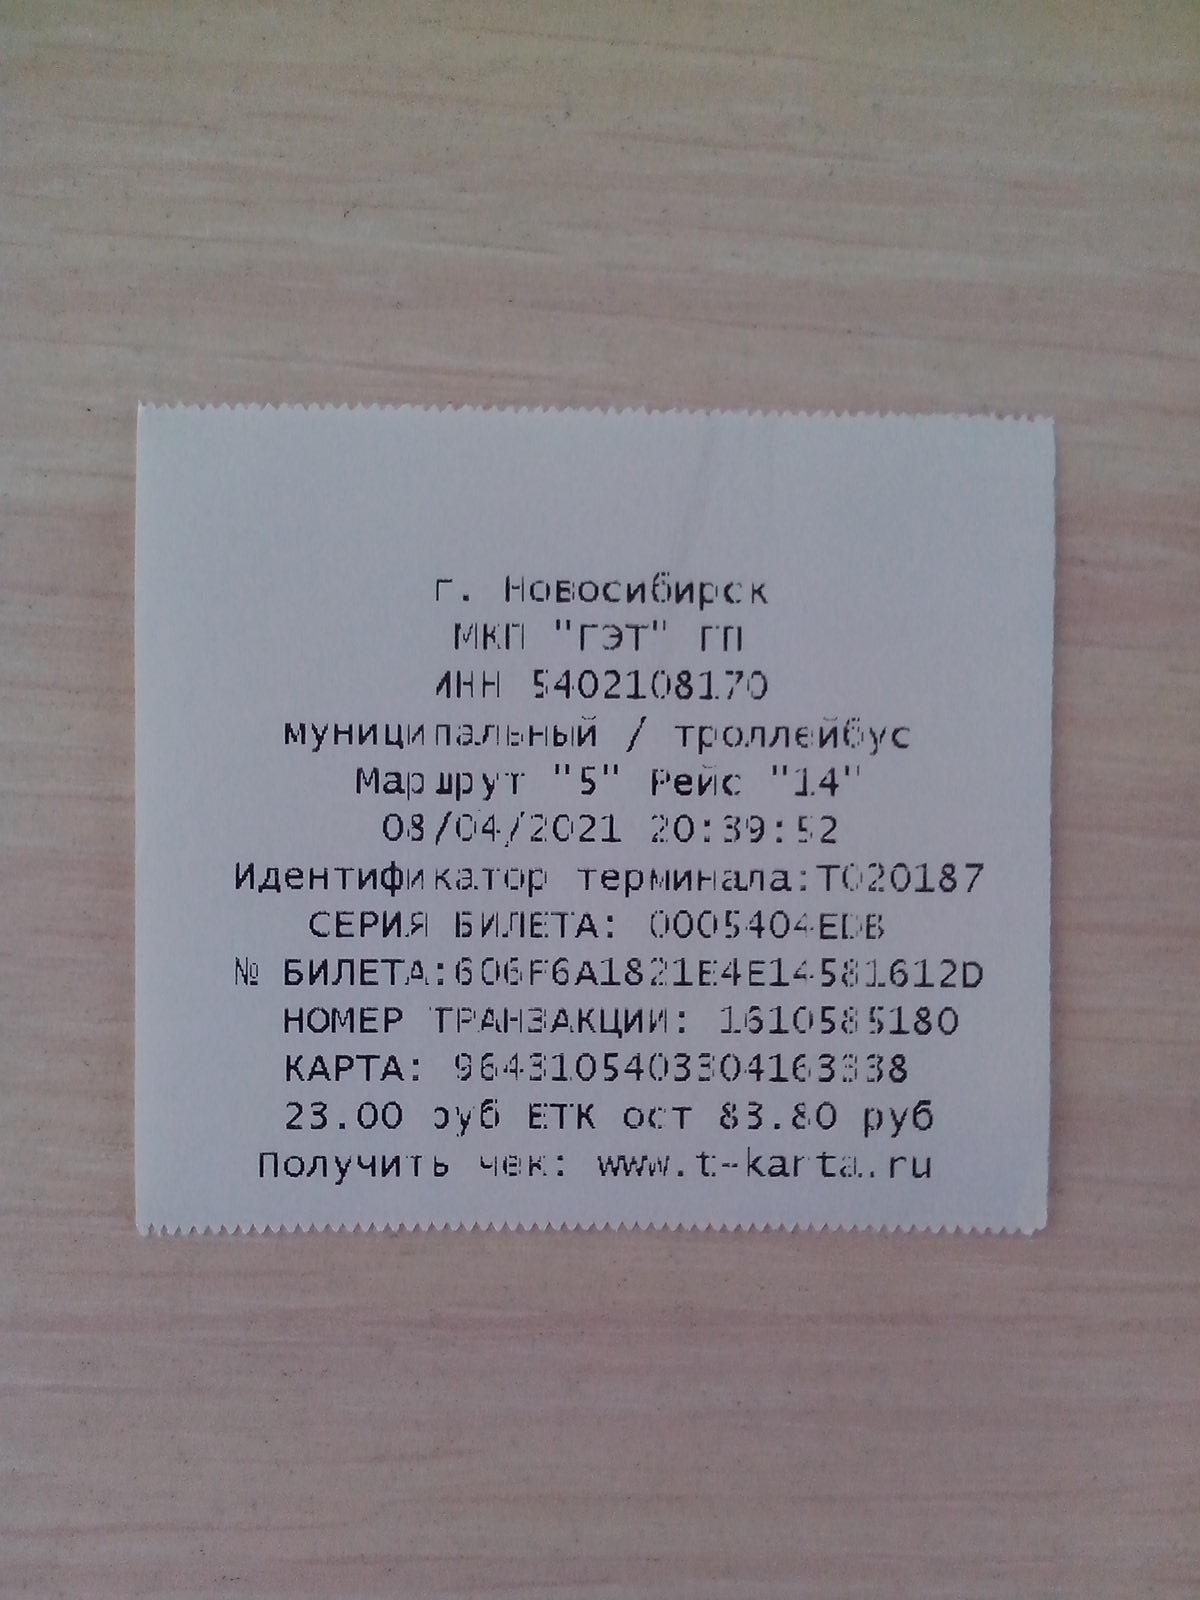 г. Новосибирск
МКП "ГЭТ" ГП
ИНН 5402108170
муниципальный / троллейбус
Маршрут "5" Рейс "14"
08/04/2021 20:39:52
Идентификатор терминала:T020187
СЕРИЯ БИЛЕТА: 0005404EDB
№ БИЛЕТА:606F6A1821E4E14581612D
НОМЕР ТРАНЗАКЦИИ: 1610585180
КАРТА: 9643105403304163338
23.00 руб ЕТК ост 83.80 руб
Получить чек: www.t-karta.ru